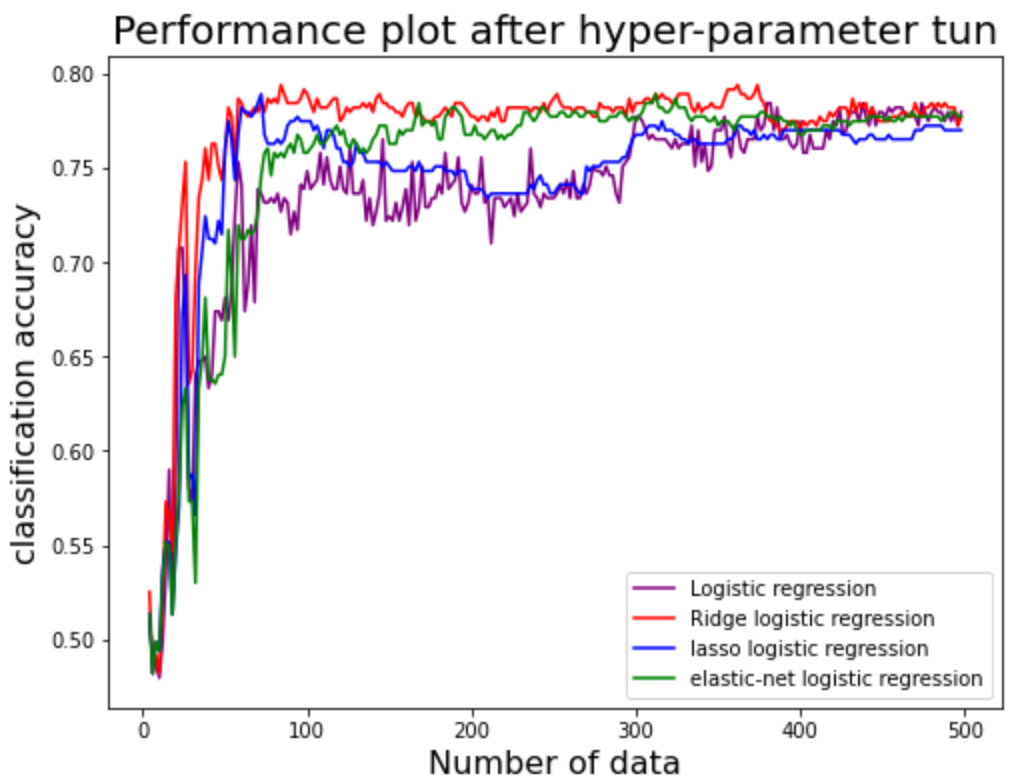 Performance plot after hyper-parameter tun
classification accuracy
0.80
0.75
0.70
0.65
0.60
0.55
0.50
Logistic regression
Ridge logistic regression
lasso logistic regression
elastic-net logistic regression
0 100 200 300 400 500
Number of data